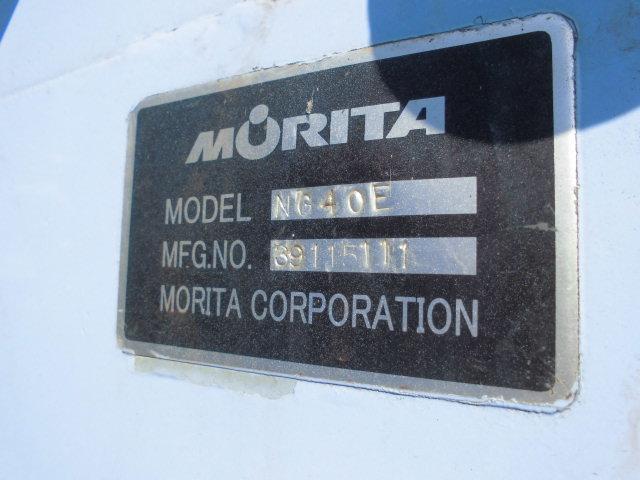 MORITA
MODEL NG40E
MFG.NO. 39115111
MORITA CORPORATION